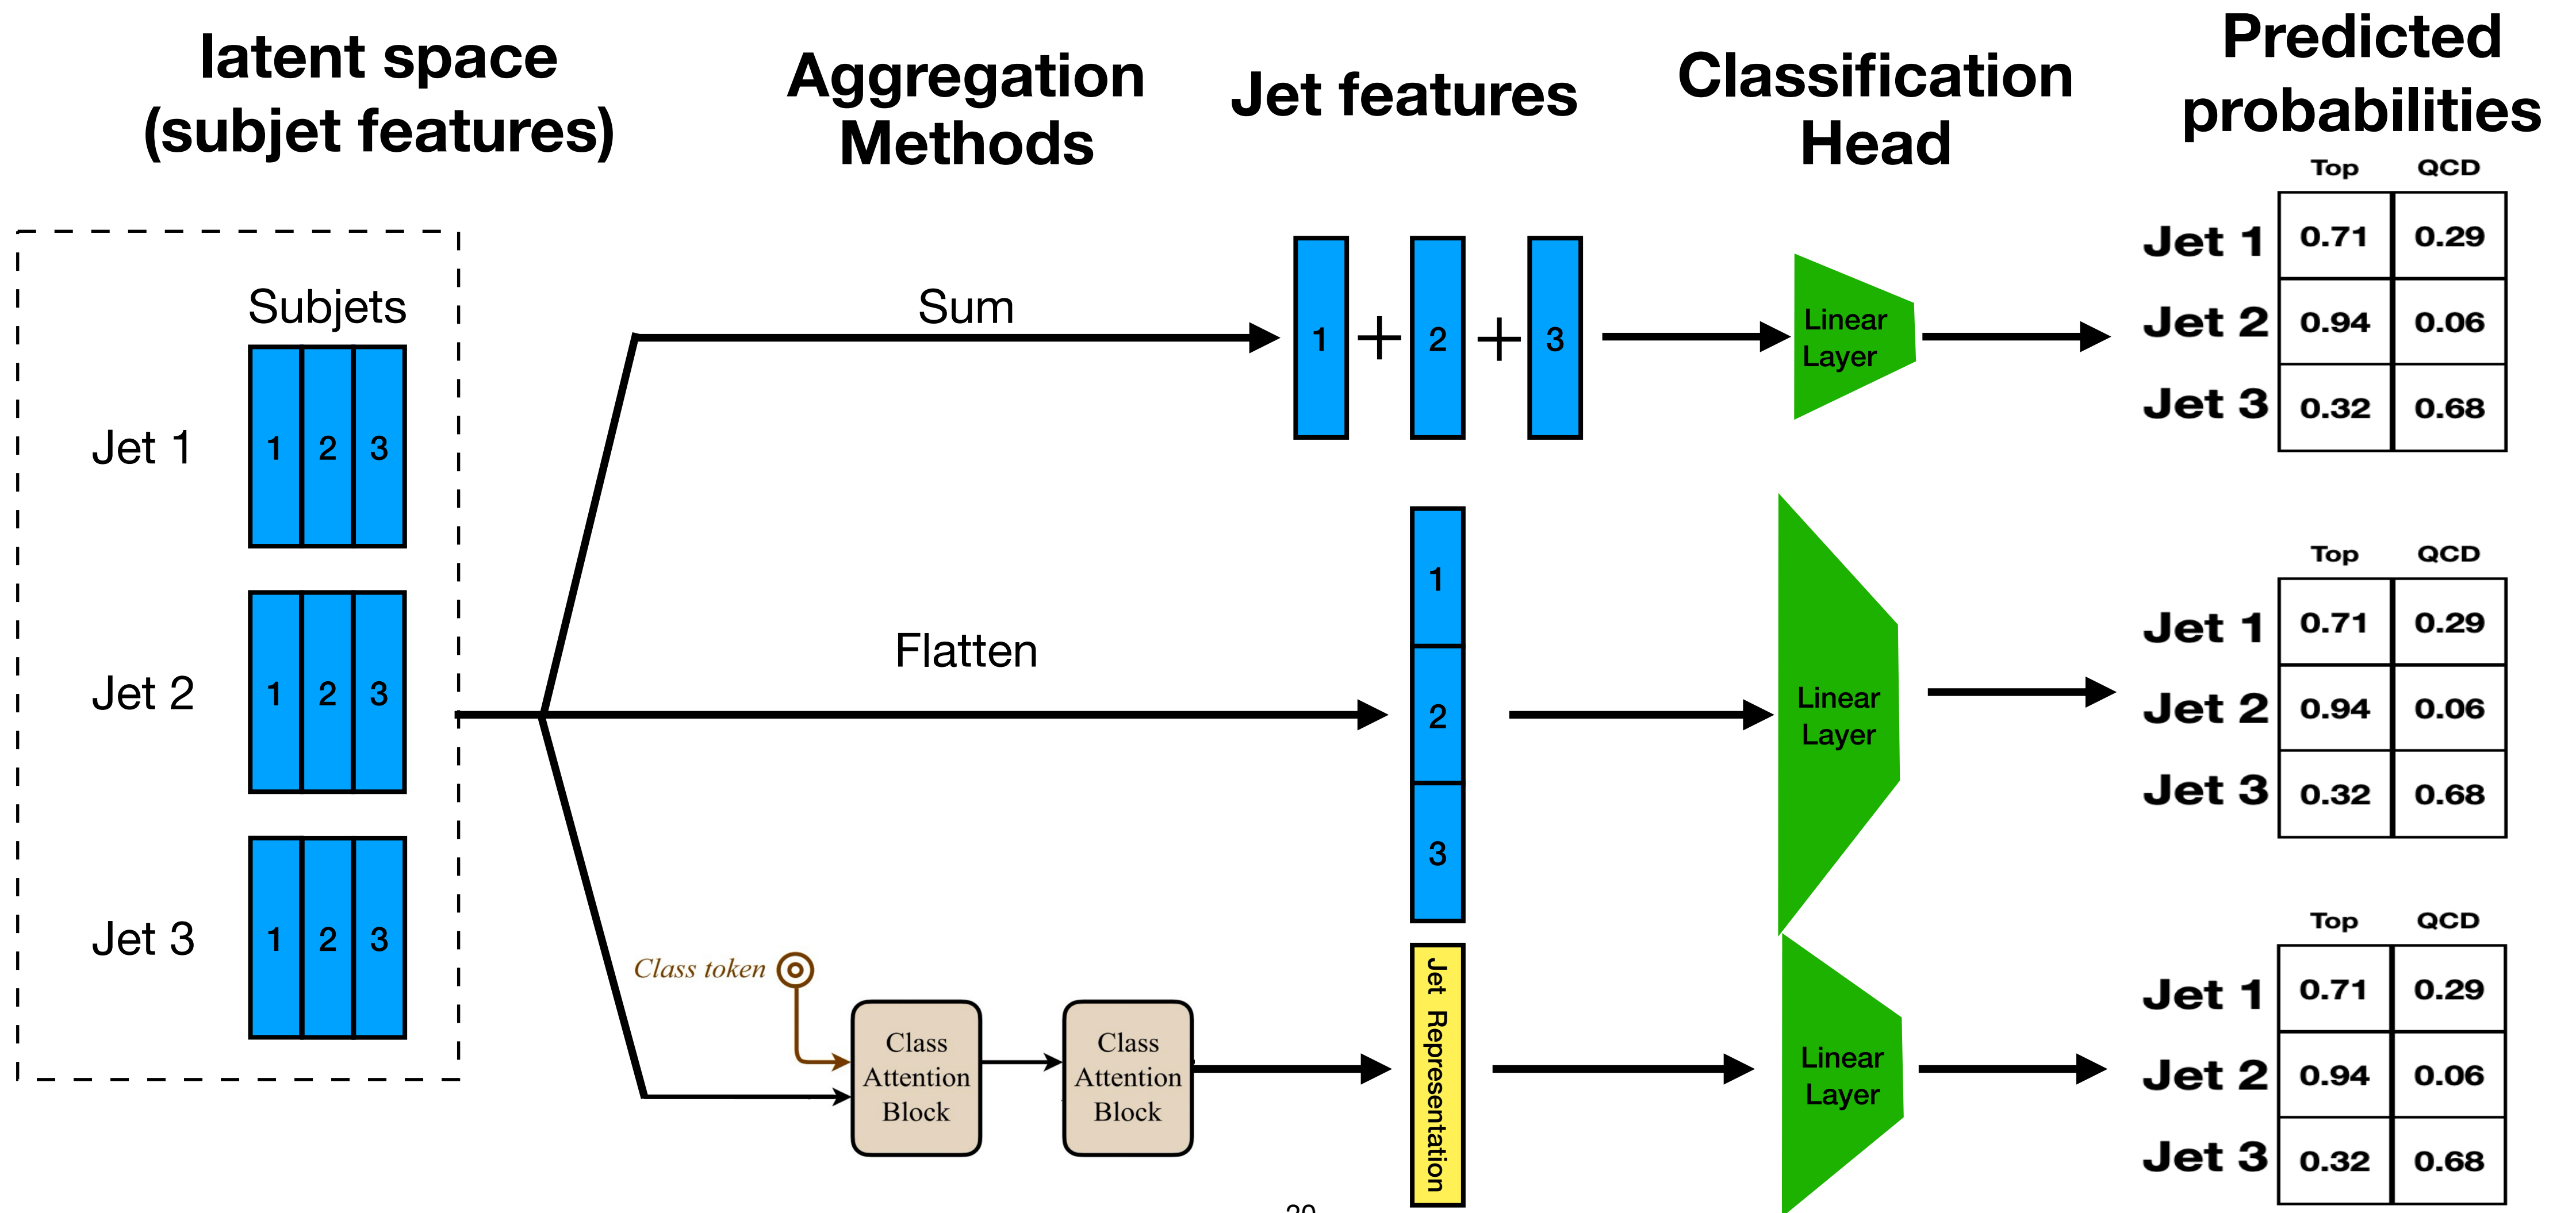 latent space
(subjet features)
Aggregation
Methods
Jet features
Classification
Head
Predicted
probabilities
Subjets
Jet 1
1 2 3
Jet 2
1 2 3
Jet 3
1 2 3
Sum
1 + 2 + 3
Linear
Layer
Top QCD
Jet 1 0.71 0.29
Jet 2 0.94 0.06
Jet 3 0.32 0.68
Flatten
1
2
3
Linear
Layer
Top QCD
Jet 1 0.71 0.29
Jet 2 0.94 0.06
Jet 3 0.32 0.68
Class token
Class
Attention
Block
Class
Attention
Block
Jet Representation
Linear
Layer
Top QCD
Jet 1 0.71 0.29
Jet 2 0.94 0.06
Jet 3 0.32 0.68